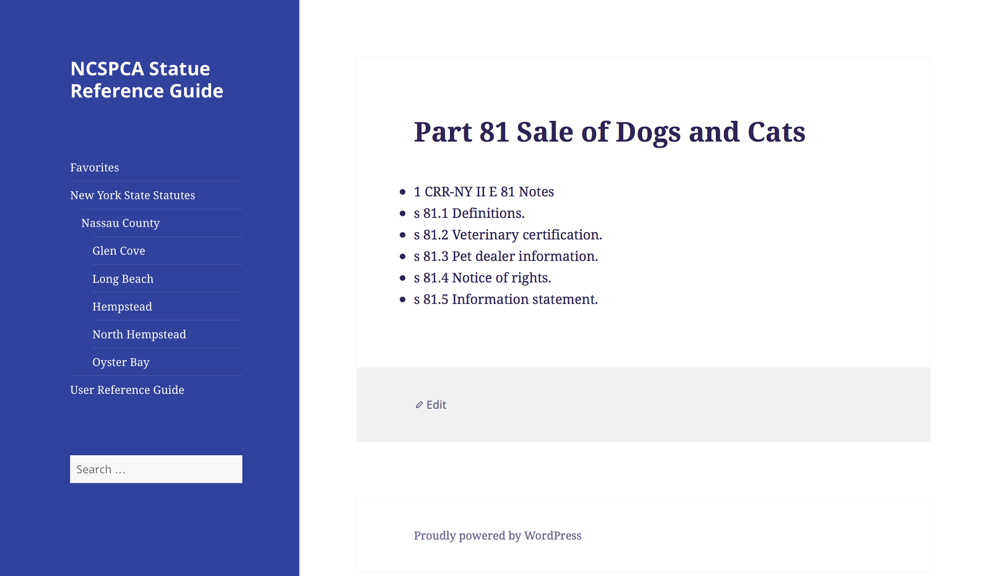 NCSPCA Statue
Reference Guide
Favorites
New York State Statutes
Nassau County
Glen Cove
Long Beach
Hempstead
North Hempstead
Oyster Bay
User Reference Guide
Search …
Part 81 Sale of Dogs and Cats
1 CRR-NY II E 81 Notes
s 81.1 Definitions.
s 81.2 Veterinary certification.
s 81.3 Pet dealer information.
s 81.4 Notice of rights.
s 81.5 Information statement.
Edit
Proudly powered by WordPress